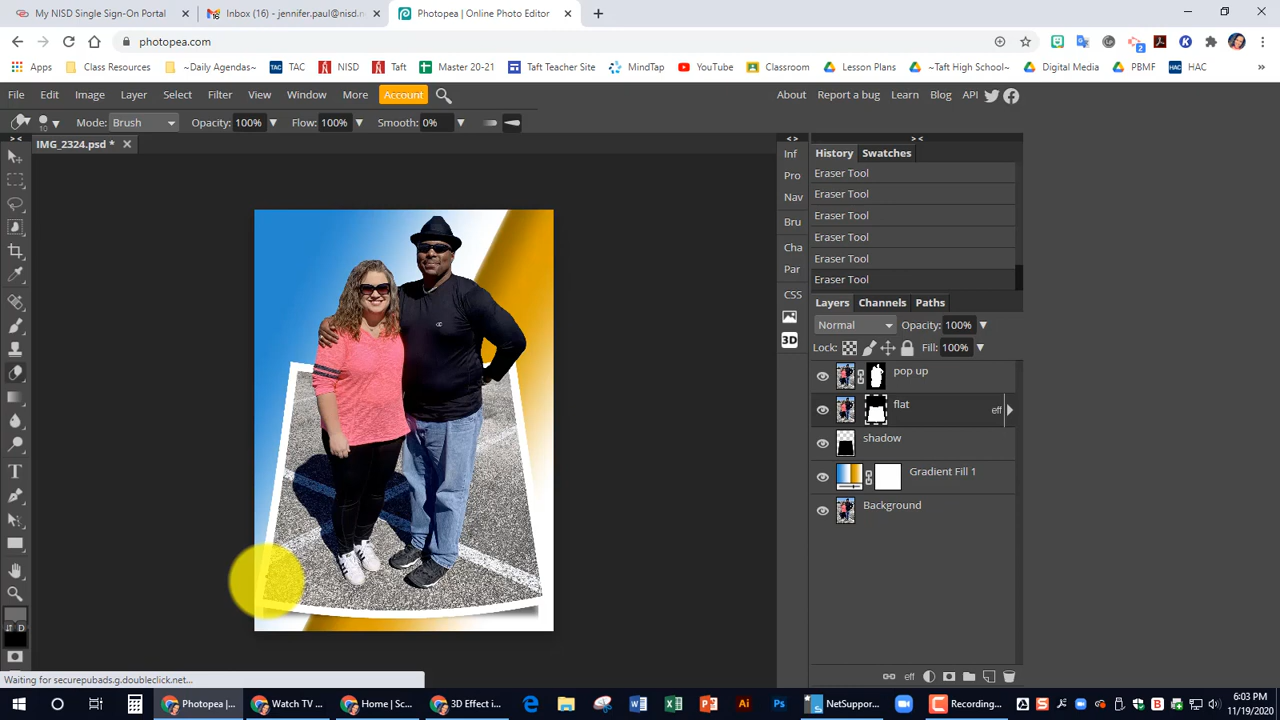 My NISD Single Sign-On Portal
Inbox (16) - jennifer.paul@nisd.n
Photopea | Online Photo Editor
photopea.com
Apps Class Resources ~Daily Agendas~ TAC NISD Taft Master 20-21 Taft Teacher Site MindTap YouTube Classroom Lesson Plans ~Taft High School~ Digital Media PBMF HAC
File Edit Image Layer Select Filter View Window More Account About Report a bug Learn Blog API
10 Mode: Brush Opacity: 100% Flow: 100% Smooth: 0%
IMG_2324.psd *
Inf
Pro
Nav
Bru
Cha
Par
CSS
3D
History Swatches
Eraser Tool
Eraser Tool
Eraser Tool
Eraser Tool
Eraser Tool
Eraser Tool
Layers Channels Paths
Normal Opacity: 100%
Lock: Fill: 100%
pop up
flat eff
shadow
Gradient Fill 1
Background
D
eff
Waiting for securepubads.g.doubleclick.net...
Photopea |... Watch TV ... Home | Sc... 3D Effect i... NetSuppor... Recording...
6:03 PM
11/19/2020